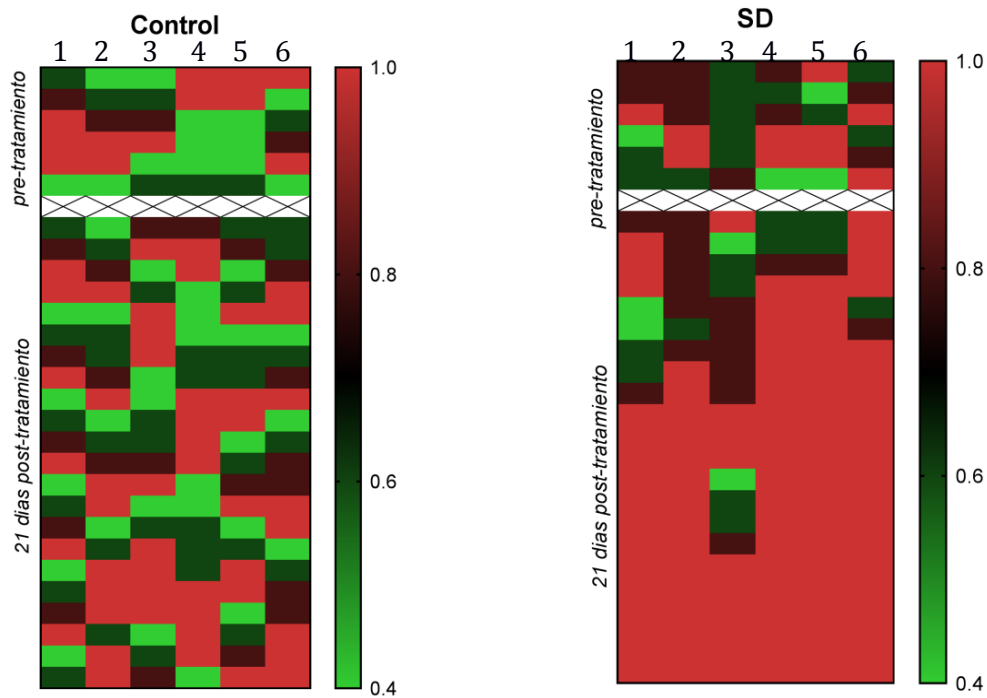 Control
1 2 3 4 5 6
pre-tratamiento
21 dias post-tratamiento
1.0
0.8
0.6
0.4
SD
1 2 3 4 5 6
pre-tratamiento
21 dias post-tratamiento
1.0
0.8
0.6
0.4